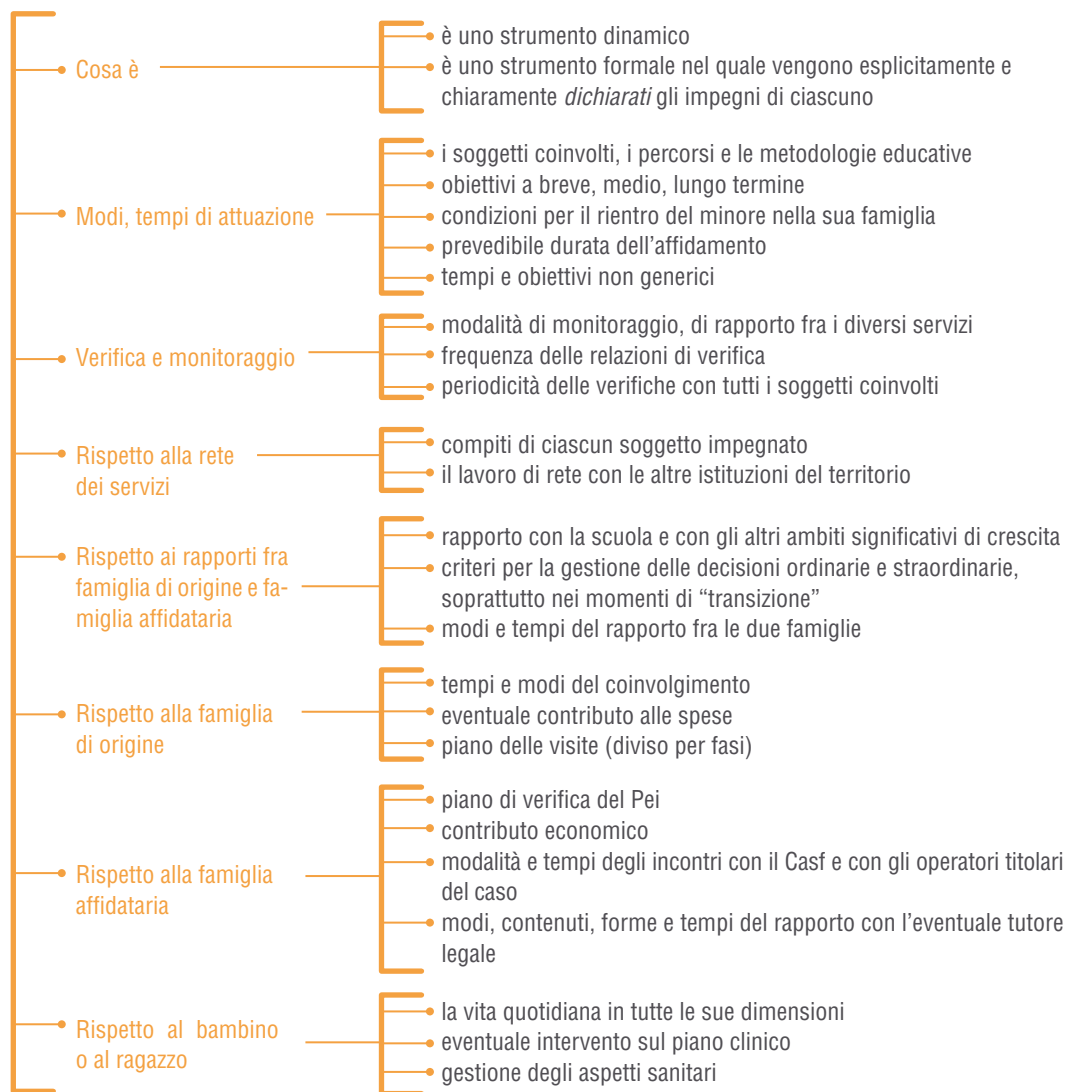 Cosa è
è uno strumento dinamico
è uno strumento formale nel quale vengono esplicitamente e
chiaramente dichiarati gli impegni di ciascuno
Modi, tempi di attuazione
i soggetti coinvolti, i percorsi e le metodologie educative
obiettivi a breve, medio, lungo termine
condizioni per il rientro del minore nella sua famiglia
prevedibile durata dell’affidamento
tempi e obiettivi non generici
Verifica e monitoraggio
modalità di monitoraggio, di rapporto fra i diversi servizi
frequenza delle relazioni di verifica
periodicità delle verifiche con tutti i soggetti coinvolti
Rispetto alla rete
dei servizi
compiti di ciascun soggetto impegnato
il lavoro di rete con le altre istituzioni del territorio
Rispetto ai rapporti fra
famiglia di origine e fa-
miglia affidataria
rapporto con la scuola e con gli altri ambiti significativi di crescita
criteri per la gestione delle decisioni ordinarie e straordinarie,
soprattutto nei momenti di “transizione”
modi e tempi del rapporto fra le due famiglie
Rispetto alla famiglia
di origine
tempi e modi del coinvolgimento
eventuale contributo alle spese
piano delle visite (diviso per fasi)
Rispetto alla famiglia
affidataria
piano di verifica del Pei
contributo economico
modalità e tempi degli incontri con il Casf e con gli operatori titolari
del caso
modi, contenuti, forme e tempi del rapporto con l’eventuale tutore
legale
Rispetto al bambino
o al ragazzo
la vita quotidiana in tutte le sue dimensioni
eventuale intervento sul piano clinico
gestione degli aspetti sanitari